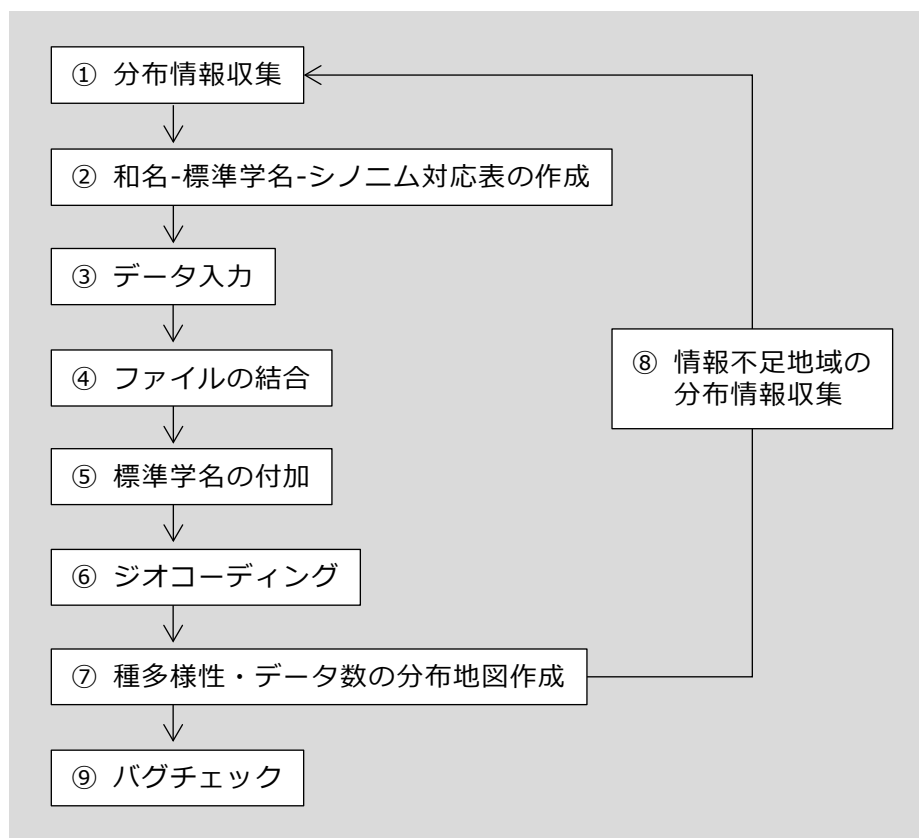 ① 分布情報収集
② 和名-標準学名-シノニム対応表の作成
③ データ入力
④ ファイルの結合
⑤ 標準学名の付加
⑥ ジオコーディング
⑦ 種多様性・データ数の分布地図作成
⑧ 情報不足地域の
分布情報収集
⑨ バグチェック